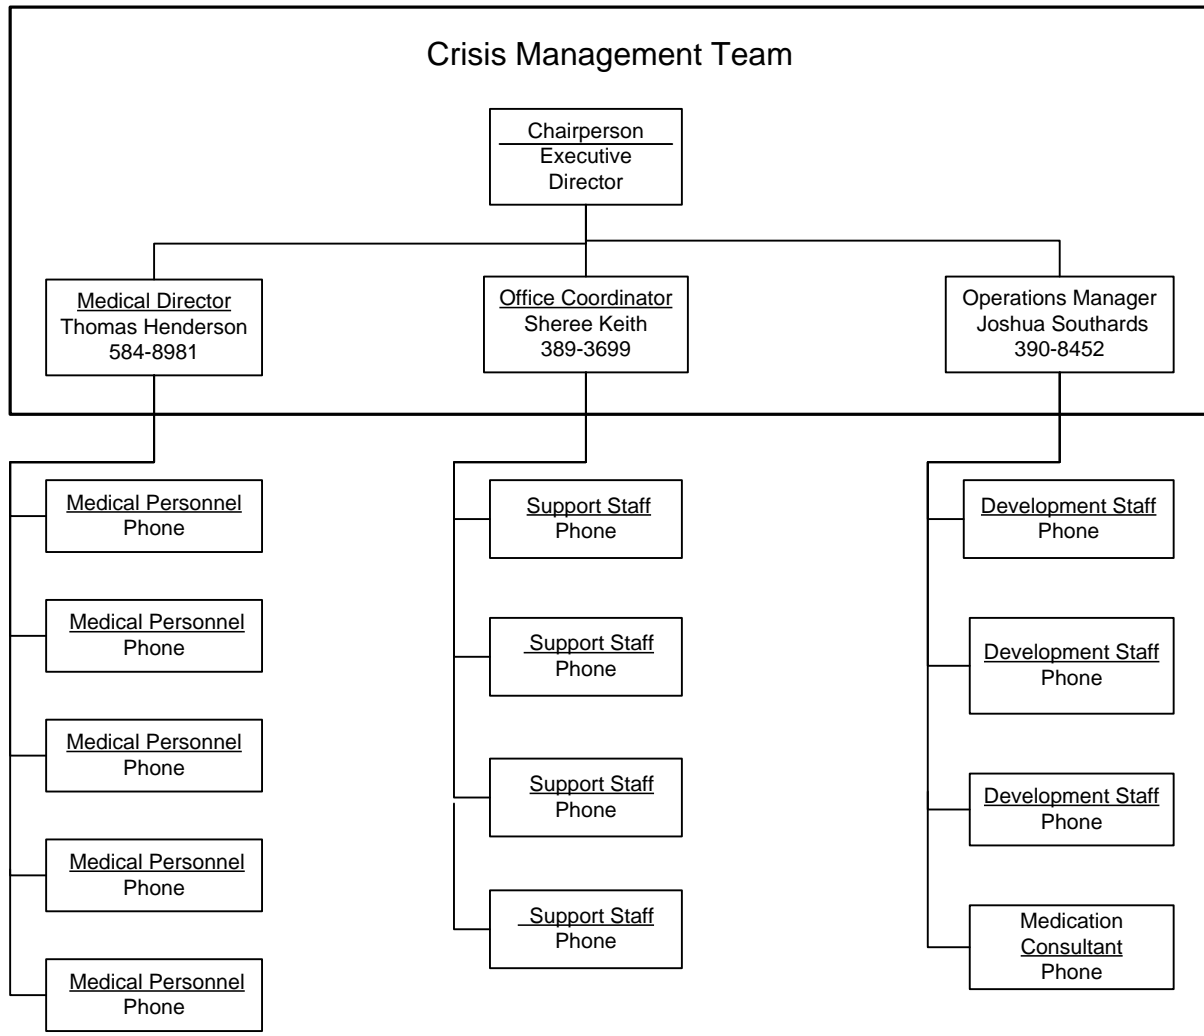 Crisis Management Team
Chairperson
Executive
Director
Medical Director
Thomas Henderson
584-8981
Office Coordinator
Sheree Keith
389-3699
Operations Manager
Joshua Southards
390-8452
Medical Personnel
Phone
Medical Personnel
Phone
Medical Personnel
Phone
Medical Personnel
Phone
Medical Personnel
Phone
Support Staff
Phone
Support Staff
Phone
Support Staff
Phone
Support Staff
Phone
Development Staff
Phone
Development Staff
Phone
Development Staff
Phone
Medication
Consultant
Phone